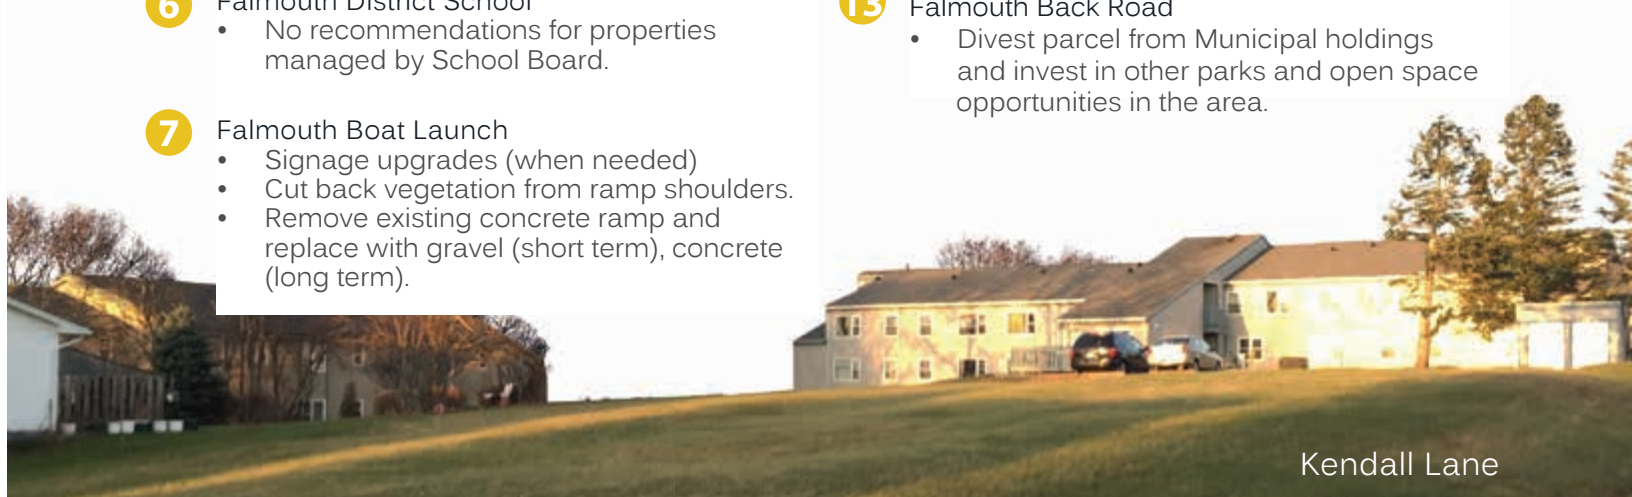 6
Falmouth District School
• No recommendations for properties
managed by School Board.
7
Falmouth Boat Launch
• Signage upgrades (when needed)
• Cut back vegetation from ramp shoulders.
• Remove existing concrete ramp and
replace with gravel (short term), concrete
(long term).
13
Falmouth Back Road
• Divest parcel from Municipal holdings
and invest in other parks and open space
opportunities in the area.
Kendall Lane